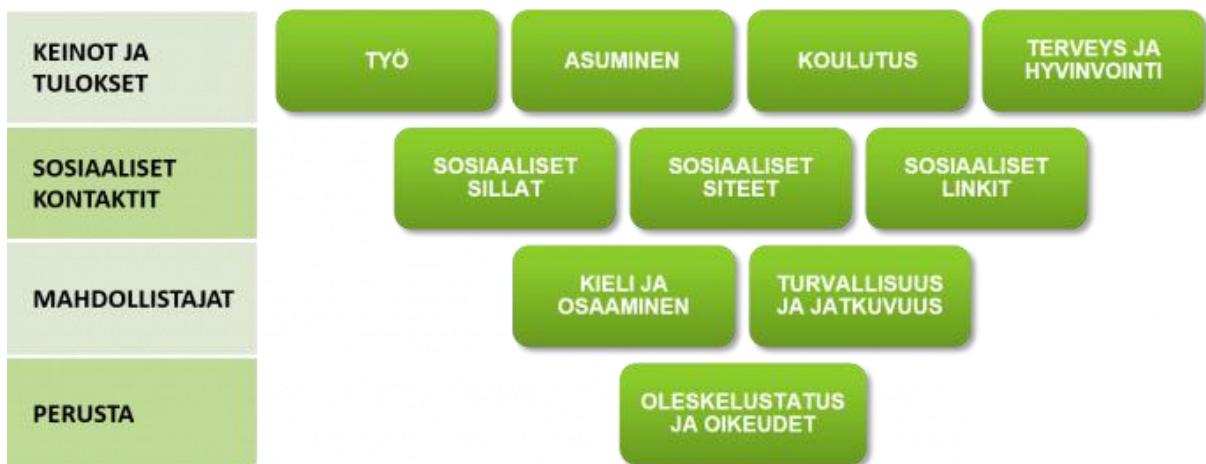 KEINOT JA
TULOKSET
TYÖ
ASUMINEN
KOULUTUS
TERVEYS JA
HYVINVOINTI
SOSIAALISET
KONTAKTIT
SOSIAALISET
SILLAT
SOSIAALISET
SITEET
SOSIAALISET
LINKIT
MAHDOLLISTAJAT
KIELI JA
OSAAMINEN
TURVALLISUUS
JA JATKUVUUS
PERUSTA
OLESKELUSTATUS
JA OIKEUDET